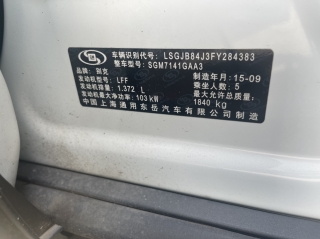 车辆识别代号: LSGJB84J3FY284383
整车型号: SGM7141GAA3
品牌: 别克 制造年月: 15-09
发动机型号: LFF 乘坐人数: 5
发动机排量: 1.372 L 最大允许总质量:
发动机最大净功率: 103 kW 1840 kg
中国上海通用东岳汽车有限公司制造